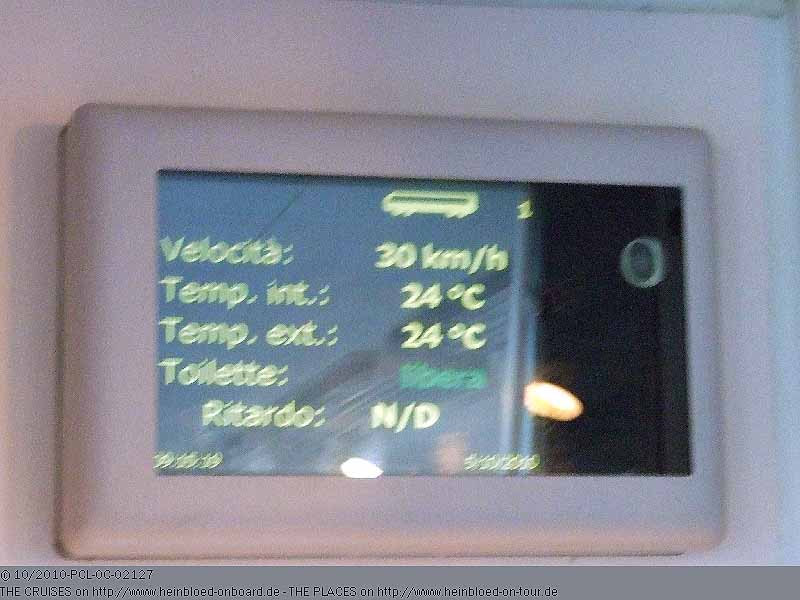 1
Velocità: 30 km/h
Temp. int.: 24 °C
Temp. ext.: 24 °C
Toilette: libera
Ritardo: N/D
© 10/2010-PCL-OC-02127
THE CRUISES on http://www.heinbloed-onboard.de - THE PLACES on http://www.heinbloed-on-tour.de